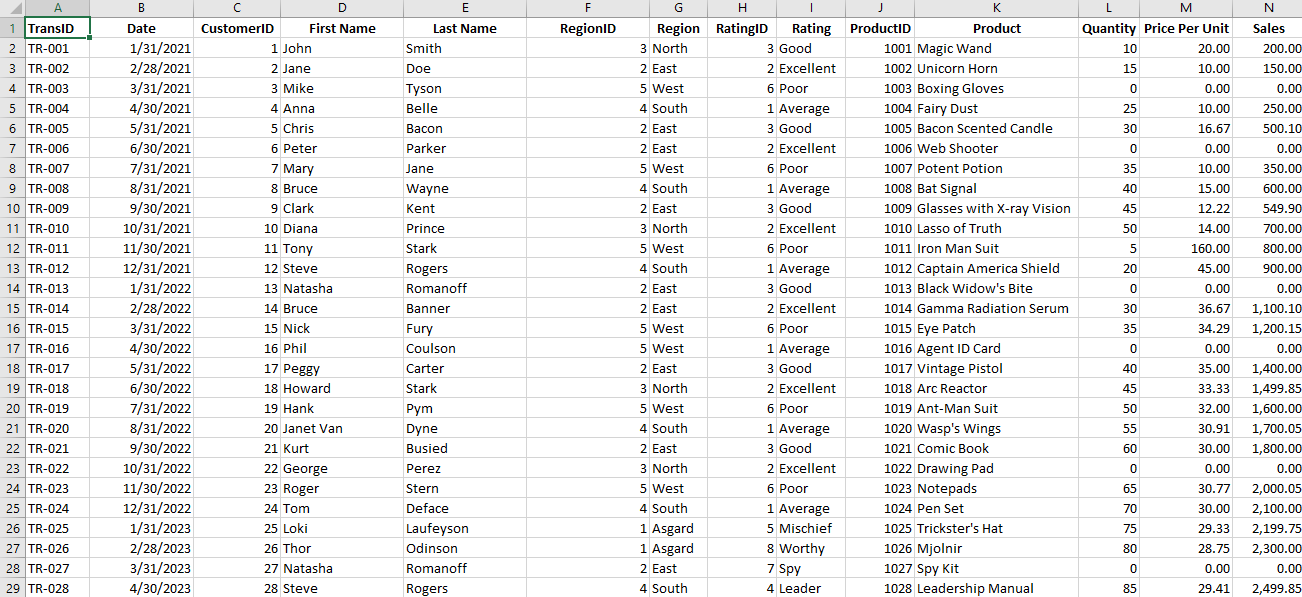 A B C D E F G H I J K L M N
1 TransID Date CustomerID First Name Last Name RegionID Region RatingID Rating ProductID Product Quantity Price Per Unit Sales
2 TR-001 1/31/2021 1 John Smith 3 North 3 Good 1001 Magic Wand 10 20.00 200.00
3 TR-002 2/28/2021 2 Jane Doe 2 East 2 Excellent 1002 Unicorn Horn 15 10.00 150.00
4 TR-003 3/31/2021 3 Mike Tyson 5 West 6 Poor 1003 Boxing Gloves 0 0.00 0.00
5 TR-004 4/30/2021 4 Anna Belle 4 South 1 Average 1004 Fairy Dust 25 10.00 250.00
6 TR-005 5/31/2021 5 Chris Bacon 2 East 3 Good 1005 Bacon Scented Candle 30 16.67 500.10
7 TR-006 6/30/2021 6 Peter Parker 2 East 2 Excellent 1006 Web Shooter 0 0.00 0.00
8 TR-007 7/31/2021 7 Mary Jane 5 West 6 Poor 1007 Potent Potion 35 10.00 350.00
9 TR-008 8/31/2021 8 Bruce Wayne 4 South 1 Average 1008 Bat Signal 40 15.00 600.00
10 TR-009 9/30/2021 9 Clark Kent 2 East 3 Good 1009 Glasses with X-ray Vision 45 12.22 549.90
11 TR-010 10/31/2021 10 Diana Prince 3 North 2 Excellent 1010 Lasso of Truth 50 14.00 700.00
12 TR-011 11/30/2021 11 Tony Stark 5 West 6 Poor 1011 Iron Man Suit 5 160.00 800.00
13 TR-012 12/31/2021 12 Steve Rogers 4 South 1 Average 1012 Captain America Shield 20 45.00 900.00
14 TR-013 1/31/2022 13 Natasha Romanoff 2 East 3 Good 1013 Black Widow's Bite 0 0.00 0.00
15 TR-014 2/28/2022 14 Bruce Banner 2 East 2 Excellent 1014 Gamma Radiation Serum 30 36.67 1,100.10
16 TR-015 3/31/2022 15 Nick Fury 5 West 6 Poor 1015 Eye Patch 35 34.29 1,200.15
17 TR-016 4/30/2022 16 Phil Coulson 5 West 1 Average 1016 Agent ID Card 0 0.00 0.00
18 TR-017 5/31/2022 17 Peggy Carter 2 East 3 Good 1017 Vintage Pistol 40 35.00 1,400.00
19 TR-018 6/30/2022 18 Howard Stark 3 North 2 Excellent 1018 Arc Reactor 45 33.33 1,499.85
20 TR-019 7/31/2022 19 Hank Pym 5 West 6 Poor 1019 Ant-Man Suit 50 32.00 1,600.00
21 TR-020 8/31/2022 20 Janet Van Dyne 4 South 1 Average 1020 Wasp's Wings 55 30.91 1,700.05
22 TR-021 9/30/2022 21 Kurt Busied 2 East 3 Good 1021 Comic Book 60 30.00 1,800.00
23 TR-022 10/31/2022 22 George Perez 3 North 2 Excellent 1022 Drawing Pad 0 0.00 0.00
24 TR-023 11/30/2022 23 Roger Stern 5 West 6 Poor 1023 Notepads 65 30.77 2,000.05
25 TR-024 12/31/2022 24 Tom Deface 4 South 1 Average 1024 Pen Set 70 30.00 2,100.00
26 TR-025 1/31/2023 25 Loki Laufeyson 1 Asgard 5 Mischief 1025 Trickster's Hat 75 29.33 2,199.75
27 TR-026 2/28/2023 26 Thor Odinson 1 Asgard 8 Worthy 1026 Mjolnir 80 28.75 2,300.00
28 TR-027 3/31/2023 27 Natasha Romanoff 2 East 7 Spy 1027 Spy Kit 0 0.00 0.00
29 TR-028 4/30/2023 28 Steve Rogers 4 South 4 Leader 1028 Leadership Manual 85 29.41 2,499.85